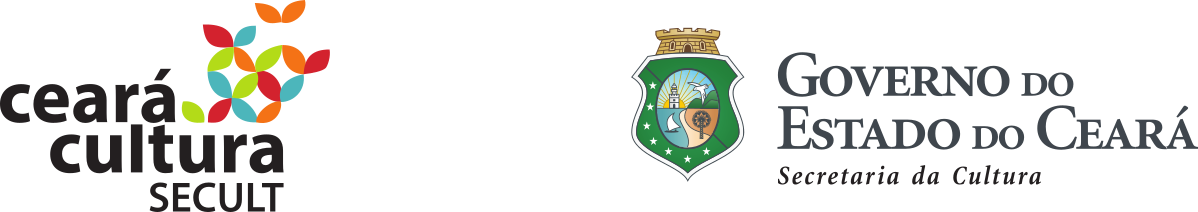 ceará
cultura
SECULT
GOVERNO DO
ESTADO DO CEARÁ
Secretaria da Cultura